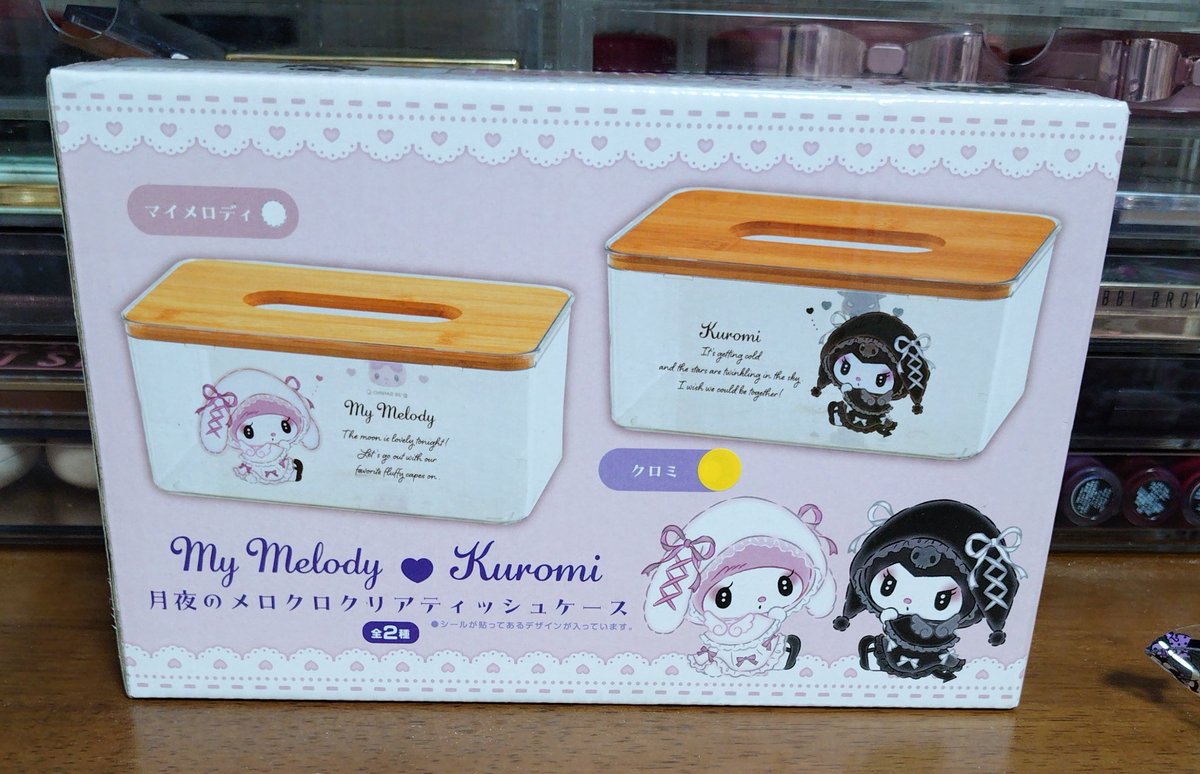 マイメロディ
My Melody
The moon is lovely tonight!
Let's go out with our
favorite fluffy capes on.
Kuromi
It's getting cold
and the stars are twinkling in the sky
I wish we could be together!
クロミ
My Melody Kuromi
月夜のメロクロクリアティッシュケース
全2種
●シールが貼ってあるデザインが入っています。
BBI BROW